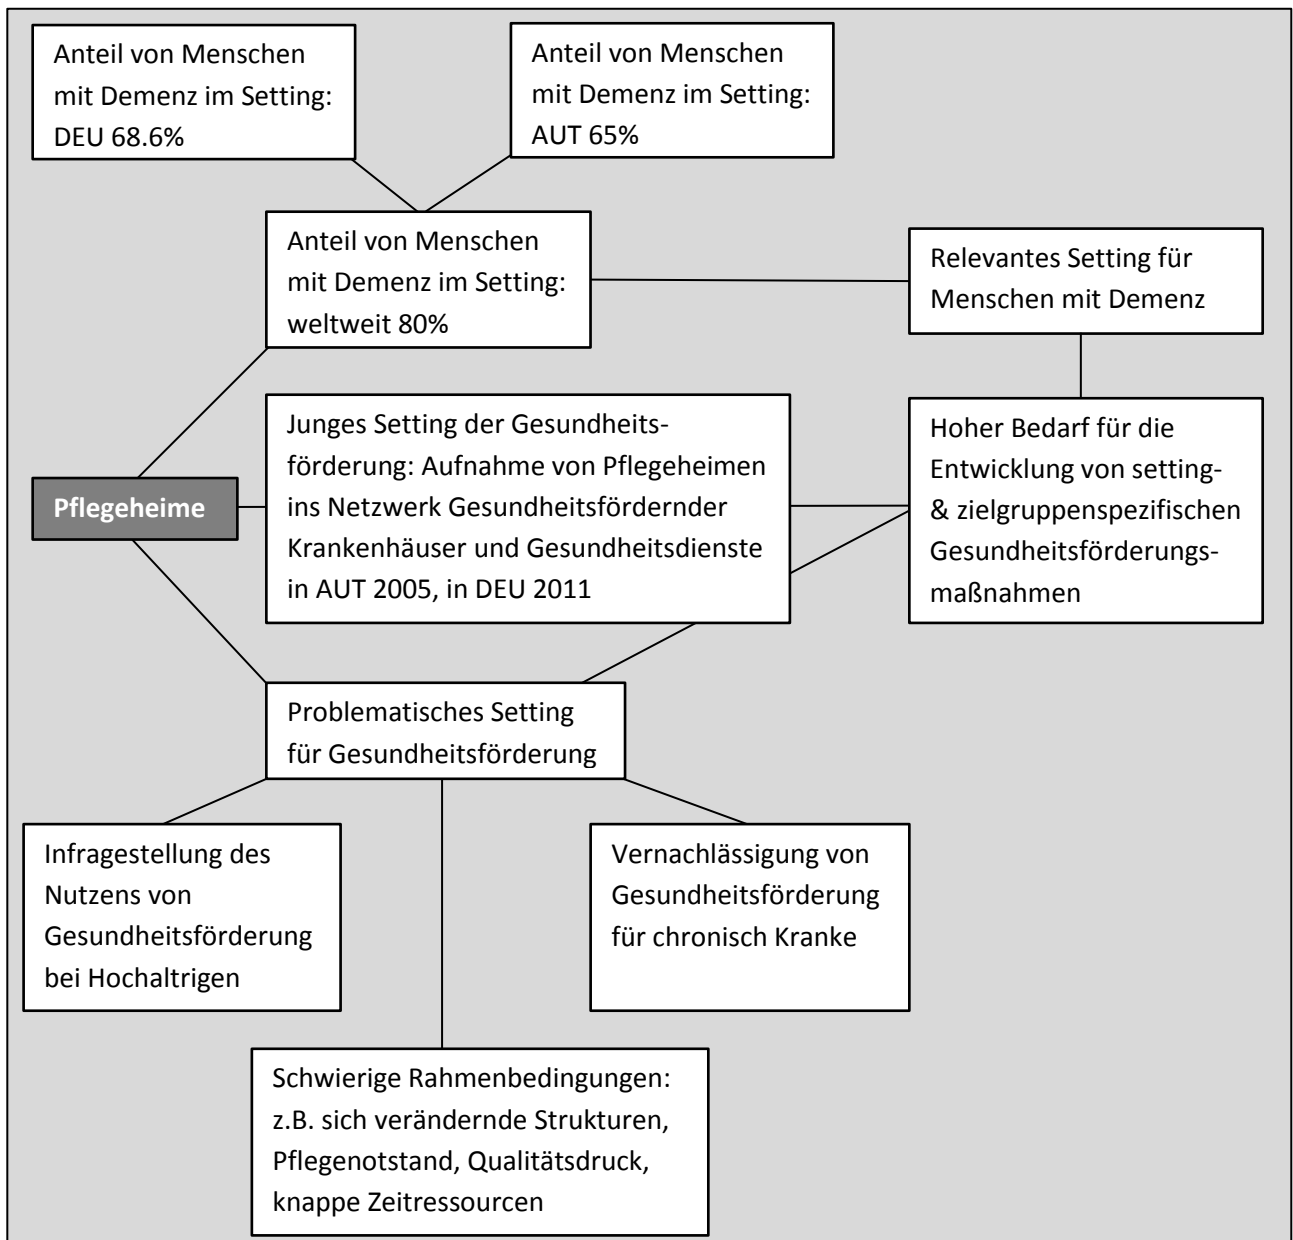 Anteil von Menschen
mit Demenz im Setting:
DEU 68.6%
Anteil von Menschen
mit Demenz im Setting:
AUT 65%
Anteil von Menschen
mit Demenz im Setting:
weltweit 80%
Relevantes Setting für
Menschen mit Demenz
Junges Setting der Gesundheits-
förderung: Aufnahme von Pflegeheimen
ins Netzwerk Gesundheitsfördernder
Krankenhäuser und Gesundheitsdienste
in AUT 2005, in DEU 2011
Hoher Bedarf für die
Entwicklung von setting-
& zielgruppenspezifischen
Gesundheitsförderungs-
maßnahmen
Pflegeheime
Problematisches Setting
für Gesundheitsförderung
Infragestellung des
Nutzens von
Gesundheitsförderung
bei Hochaltrigen
Vernachlässigung von
Gesundheitsförderung
für chronisch Kranke
Schwierige Rahmenbedingungen:
z.B. sich verändernde Strukturen,
Pflegenotstand, Qualitätsdruck,
knappe Zeitressourcen